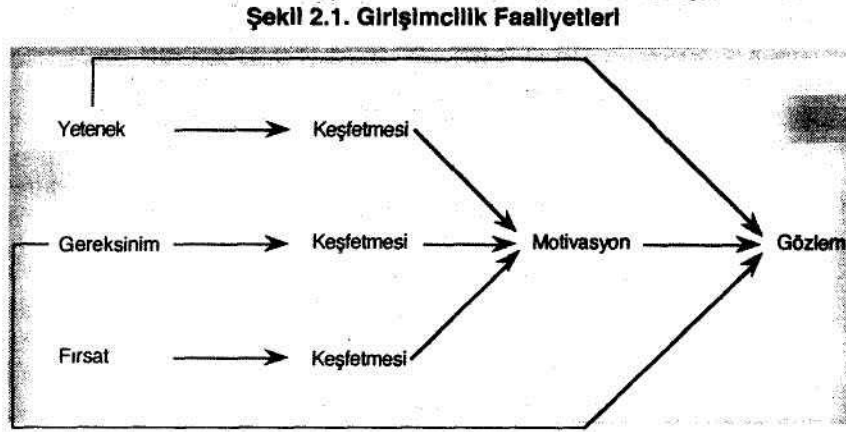 Şekil 2.1. Girişimcilik Faaliyetleri
Yetenek Keşfetmesi
Gereksinim Keşfetmesi Motivasyon Gözlem
Fırsat Keşfetmesi